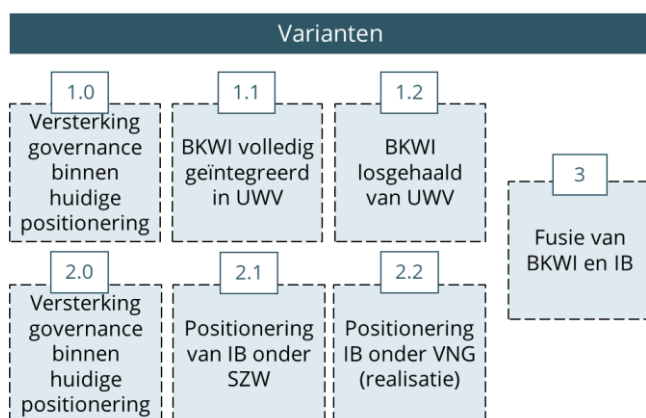 Varianten
1.0
Versterking
governance
binnen
huidige
positionering
1.1
BKWI volledig
geïntegreerd
in UWV
1.2
BKWI
losgehaald
van UWV
3
Fusie van
BKWI en IB
2.0
Versterking
governance
binnen
huidige
positionering
2.1
Positionering
van IB onder
SZW
2.2
Positionering
IB onder VNG
(realisatie)